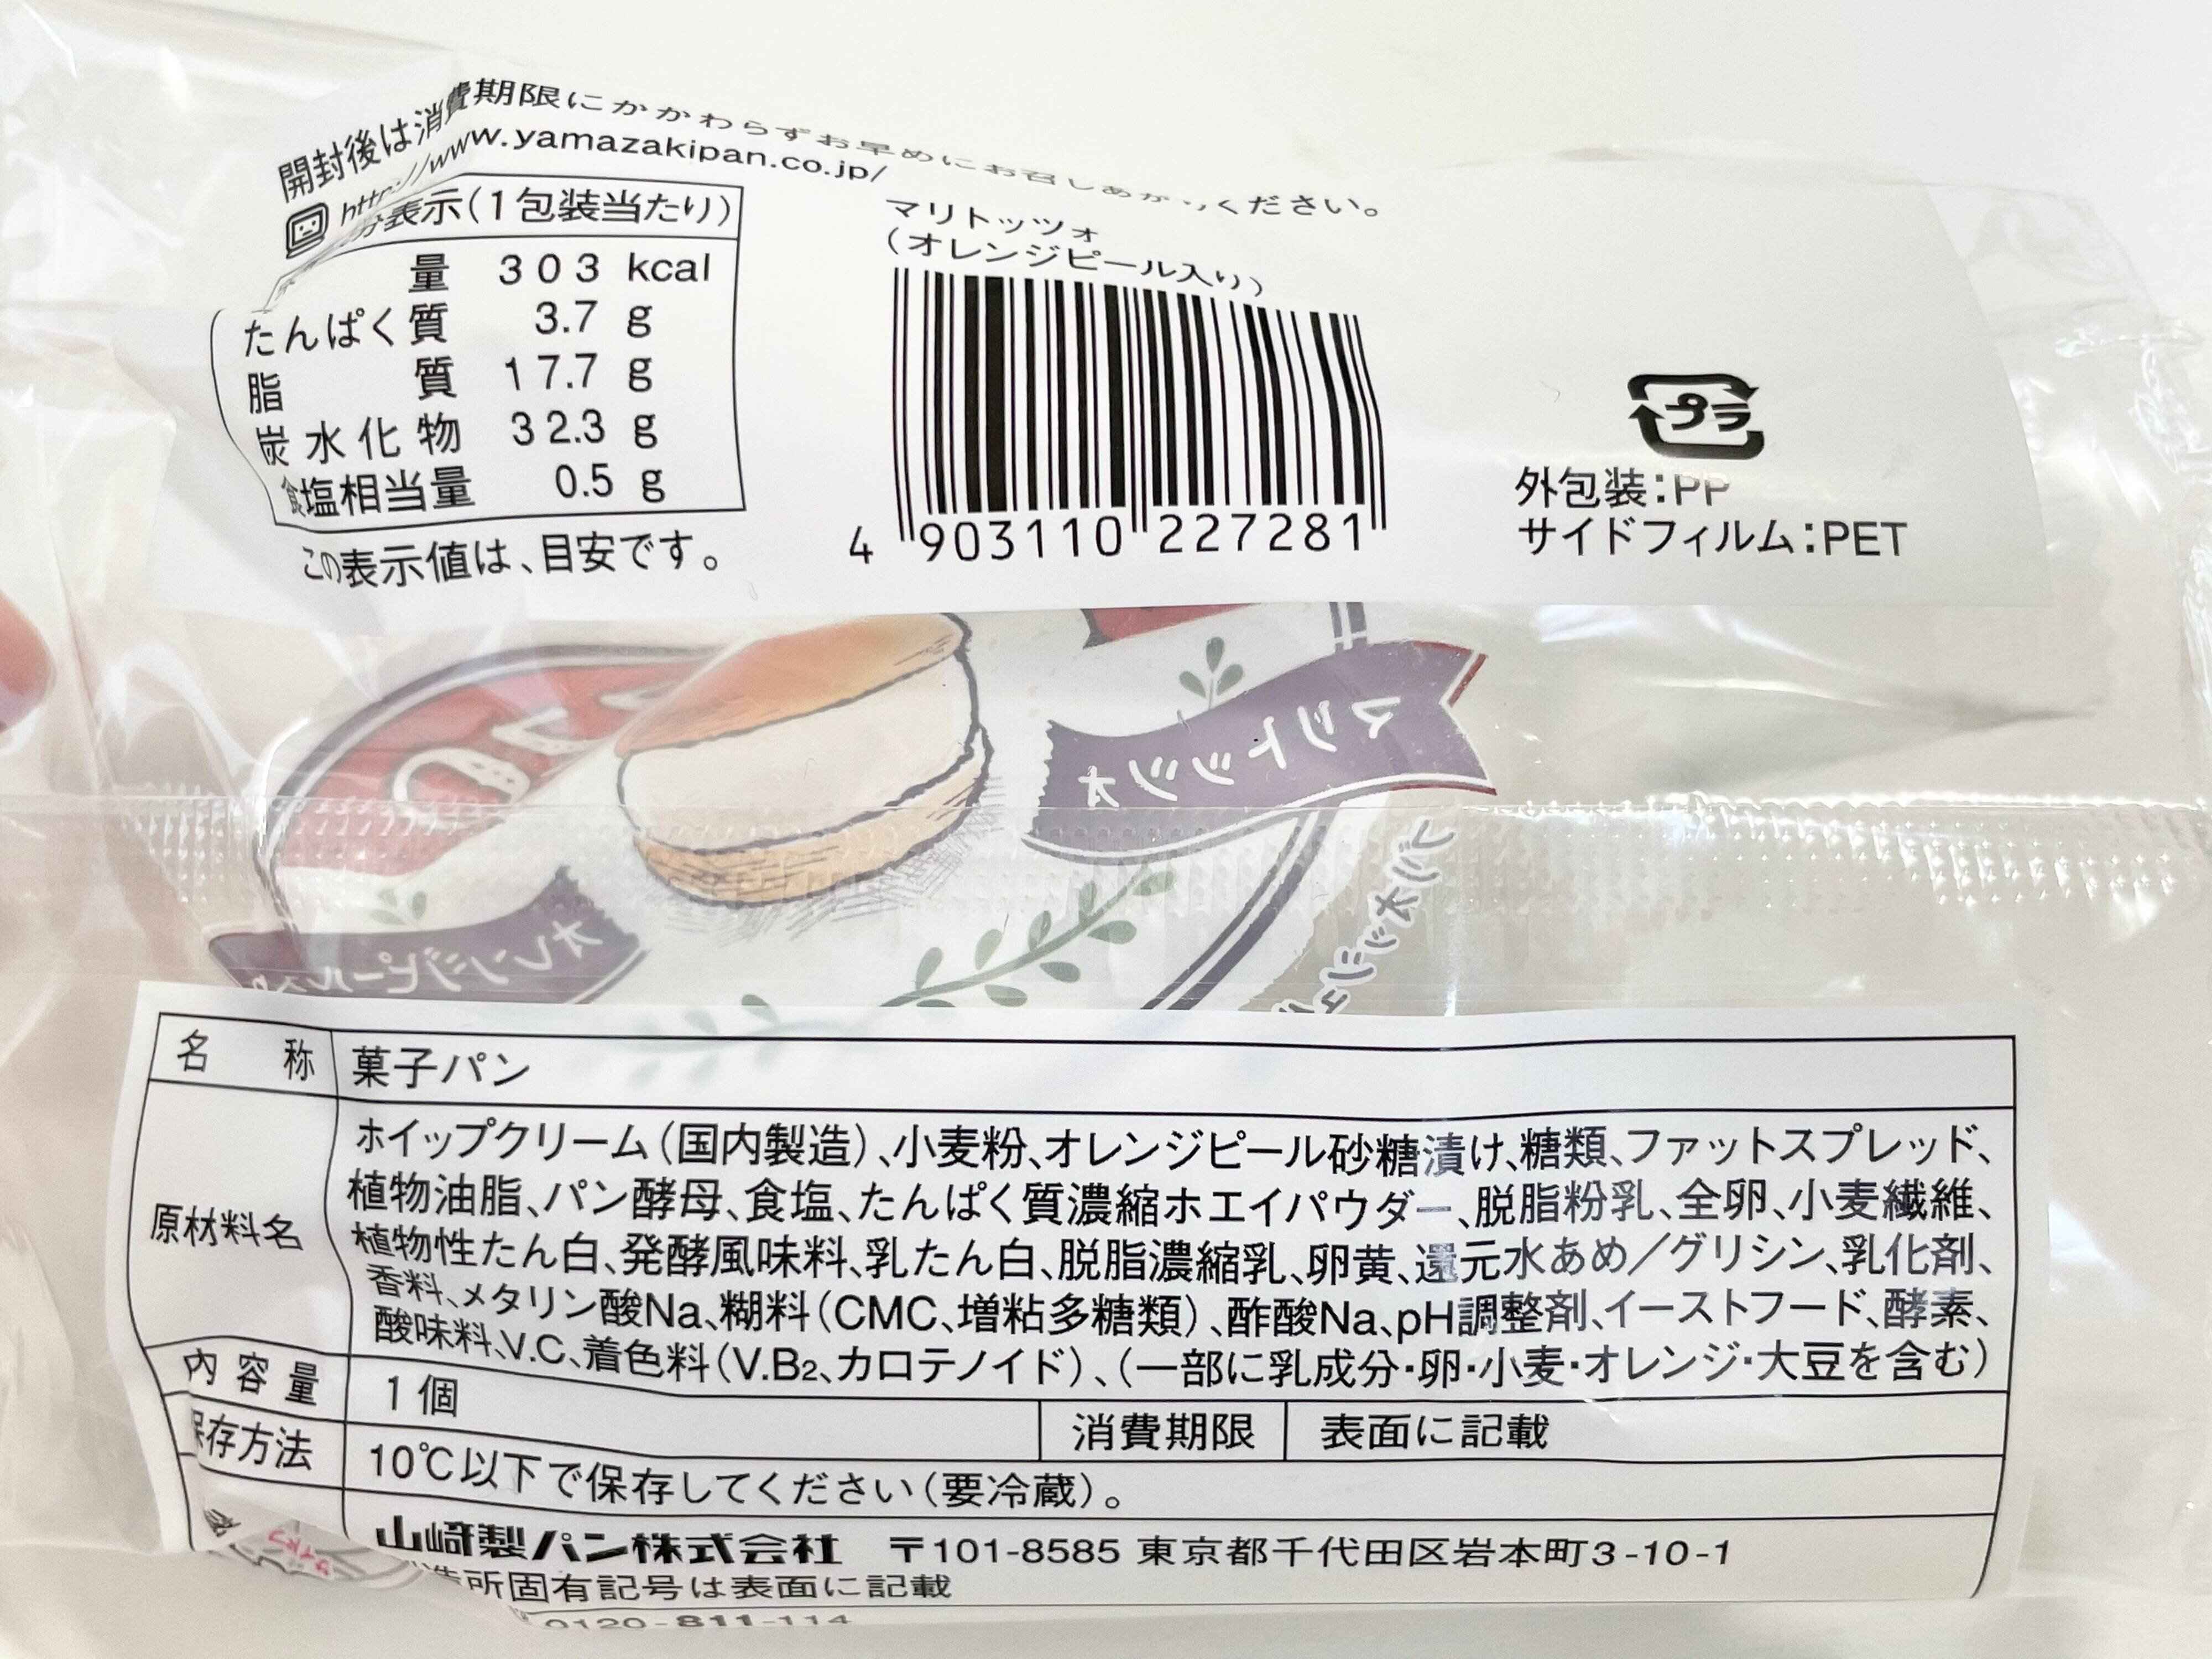 開封後は消費期限にかかわらずお早めにお召しあがりください。
http://www.yamazakipan.co.jp/
分表示(1包装当たり)
量 303 kcal
たんぱく質 3.7 g
脂質 17.7 g
炭水化物 32.3 g
食塩相当量 0.5 g
この表示値は、目安です。
マリトッツォ
(オレンジピール入り)
4 903110 227281
プラ
外包装:PP
サイドフィルム:PET
マリトッツォ
オレンジピール入り
名称 菓子パン
原材料名
ホイップクリーム(国内製造)、小麦粉、オレンジピール砂糖漬け、糖類、ファットスプレッド、
植物油脂、パン酵母、食塩、たんぱく質濃縮ホエイパウダー、脱脂粉乳、全卵、小麦繊維、
植物性たん白、発酵風味料、乳たん白、脱脂濃縮乳、卵黄、還元水あめ/グリシン、乳化剤、
香料、メタリン酸Na、糊料(CMC、増粘多糖類)、酢酸Na、pH調整剤、イーストフード、酵素、
酸味料、V.C、着色料(V.B2、カロテノイド)、(一部に乳成分・卵・小麦・オレンジ・大豆を含む)
内容量 1個 消費期限 表面に記載
保存方法 10℃以下で保存してください(要冷蔵)。
山崎製パン株式会社 〒101-8585 東京都千代田区岩本町3-10-1
造所固有記号は表面に記載
0120-811-114